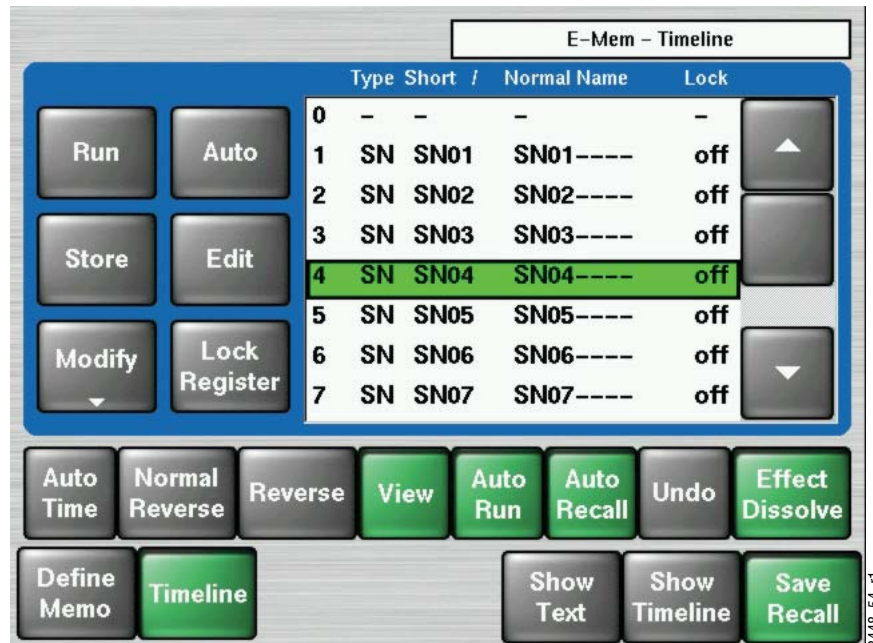 E-Mem – Timeline
Type Short / Normal Name Lock
0 – – – –
1 SN SN01 SN01---- off
2 SN SN02 SN02---- off
3 SN SN03 SN03---- off
4 SN SN04 SN04---- off
5 SN SN05 SN05---- off
6 SN SN06 SN06---- off
7 SN SN07 SN07---- off
Run
Auto
Store
Edit
Modify
Lock
Register
Auto
Time
Normal
Reverse
Reverse
View
Auto
Run
Auto
Recall
Undo
Effect
Dissolve
Define
Memo
Timeline
Show
Text
Show
Timeline
Save
Recall